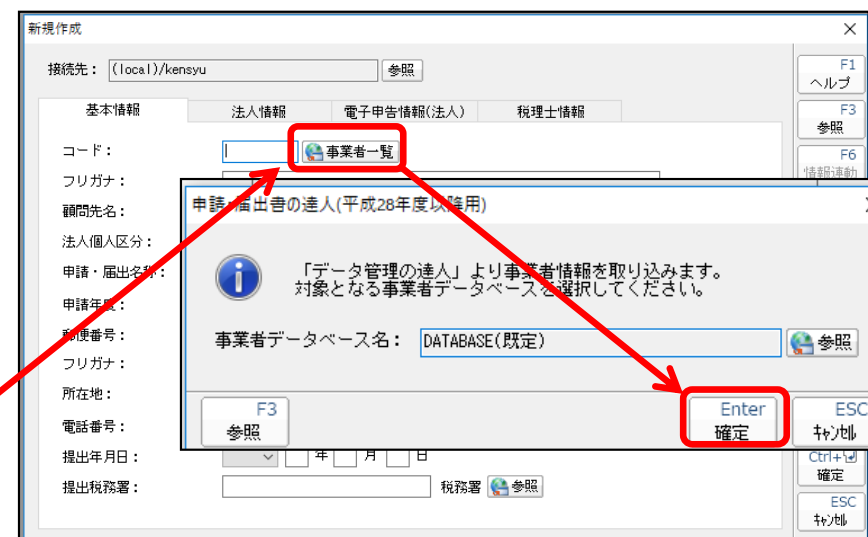 新規作成
接続先： (local)/kensyu 参照
F1
ヘルプ
基本情報 法人情報 電子申告情報(法人) 税理士情報
F3
参照
コード： 事業者一覧
F6
情報連動
フリガナ：
顧問先名：
法人個人区分：
申請・届出名称：
申請年度：
郵便番号：
フリガナ：
所在地：
電話番号：
提出年月日： 年 月 日
提出税務署： 税務署 参照
Ctrl+
確定
ESC
キャンセル
申請・届出書の達人(平成28年度以降用)
「データ管理の達人」より事業者情報を取り込みます。
対象となる事業者データベースを選択してください。
事業者データベース名： DATABASE(既定) 参照
F3
参照
Enter
確定
ESC
キャンセル